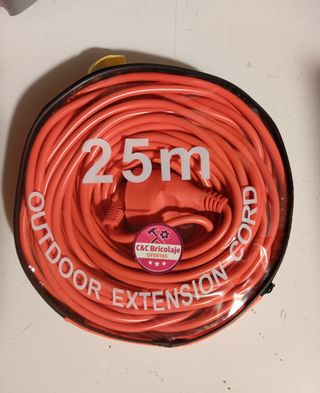 25m
C&C Bricolaje
OFERTAS
OUTDOOR EXTENSION CORD